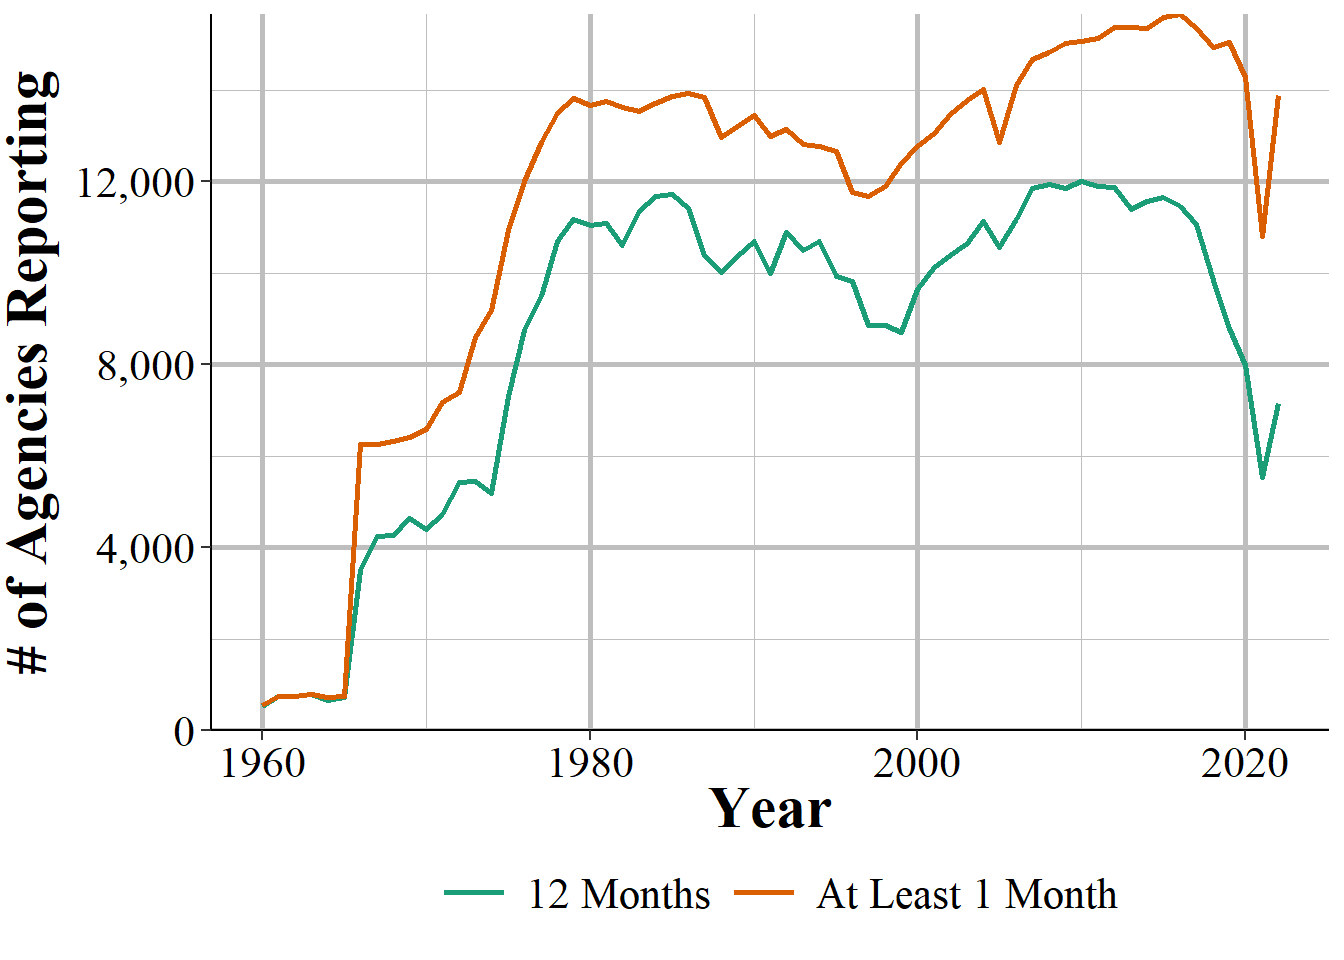 # of Agencies Reporting
12,000
8,000
4,000
0
1960 1980 2000 2020
Year
12 Months At Least 1 Month